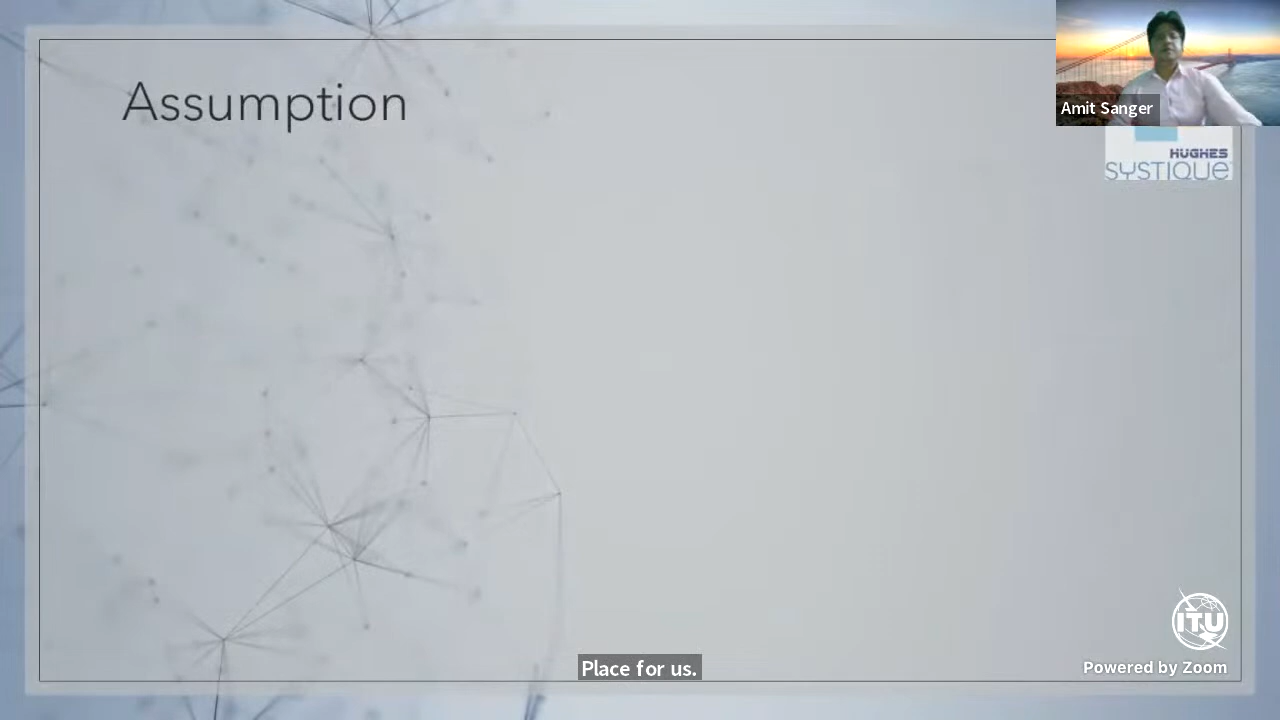 Assumption
Amit Sanger
HUGHES
SYSTIQUE
ITU
Place for us.
Powered by Zoom